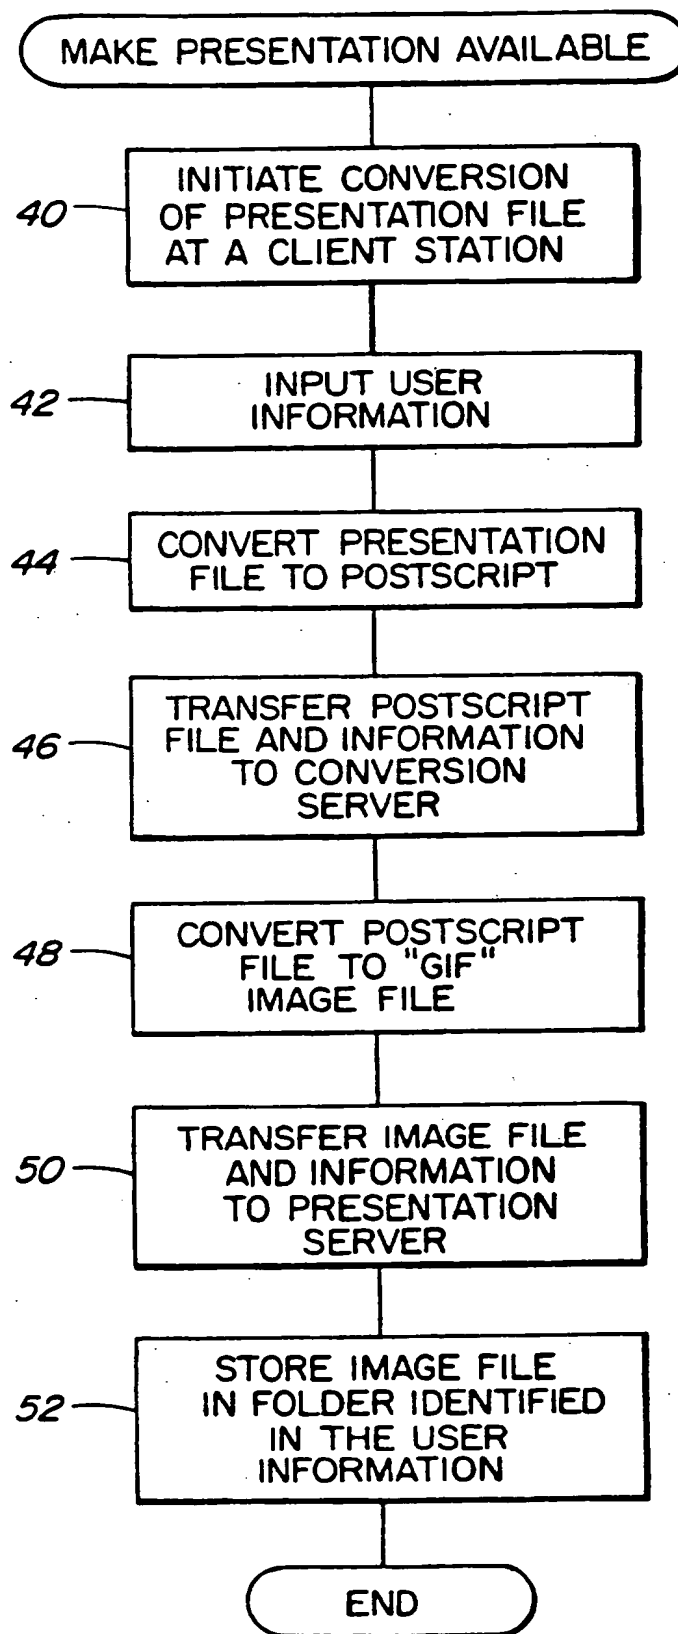 MAKE PRESENTATION AVAILABLE
40
INITIATE CONVERSION
OF PRESENTATION FILE
AT A CLIENT STATION
42
INPUT USER
INFORMATION
44
CONVERT PRESENTATION
FILE TO POSTSCRIPT
46
TRANSFER POSTSCRIPT
FILE AND INFORMATION
TO CONVERSION
SERVER
48
CONVERT POSTSCRIPT
FILE TO "GIF"
IMAGE FILE
50
TRANSFER IMAGE FILE
AND INFORMATION
TO PRESENTATION
SERVER
52
STORE IMAGE FILE
IN FOLDER IDENTIFIED
IN THE USER
INFORMATION
END